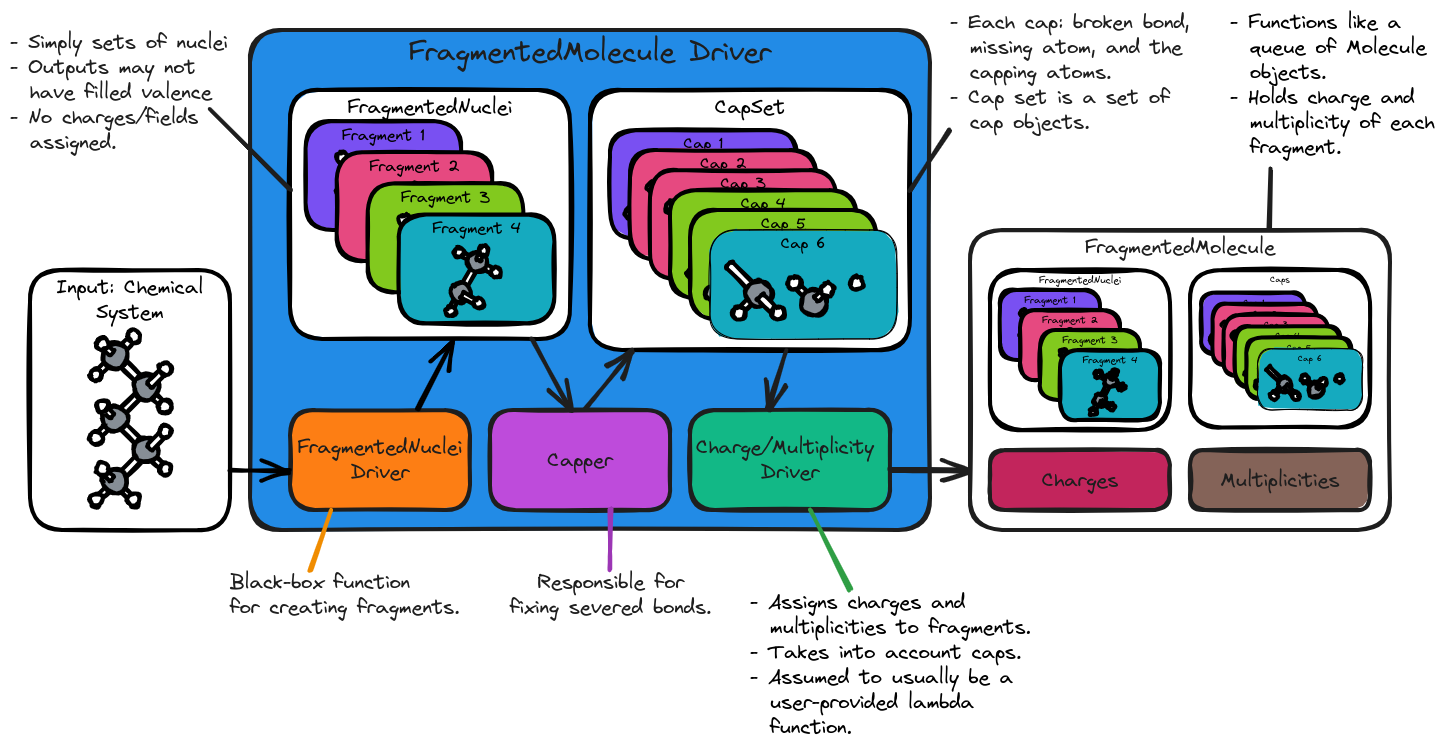 - Simply sets of nuclei
- Outputs may not
have filled valence
- No charges/fields
assigned.
FragmentedMolecule Driver
- Each cap: broken bond,
missing atom, and the
capping atoms.
- Cap set is a set of
cap objects.
- Functions like a
queue of Molecule
objects.
- Holds charge and
multiplicity of each
fragment.
FragmentedNuclei
Fragment 1
Fragment 2
Fragment 3
Fragment 4
CapSet
Cap 1
Cap 2
Cap 3
Cap 4
Cap 5
Cap 6
Input: Chemical
System
FragmentedNuclei
Driver
Capper
Charge/Multiplicity
Driver
FragmentedMolecule
FragmentedNuclei
Fragment 1
Fragment 2
Fragment 3
Fragment 4
Caps
Cap 6
Charges
Multiplicities
Black-box function
for creating fragments.
Responsible for
fixing severed bonds.
- Assigns charges and
multiplicities to fragments.
- Takes into account caps.
- Assumed to usually be a
user-provided lambda
function.